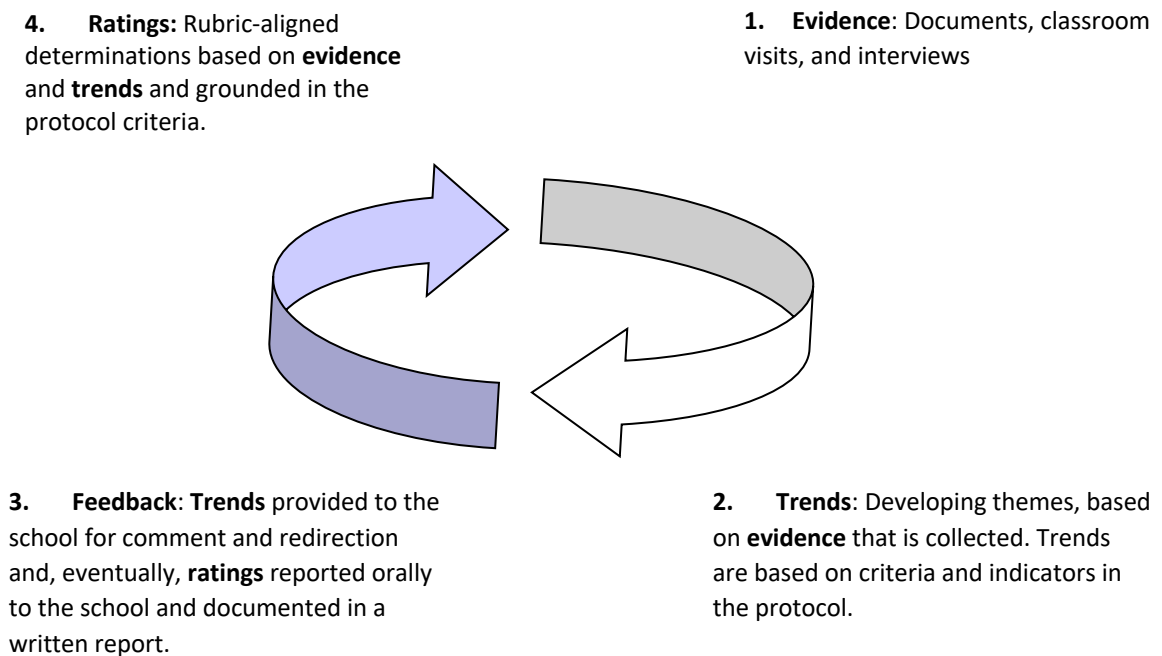 4. Ratings: Rubric-aligned
determinations based on evidence
and trends and grounded in the
protocol criteria.
1. Evidence: Documents, classroom
visits, and interviews
3. Feedback: Trends provided to the
school for comment and redirection
and, eventually, ratings reported orally
to the school and documented in a
written report.
2. Trends: Developing themes, based
on evidence that is collected. Trends
are based on criteria and indicators in
the protocol.